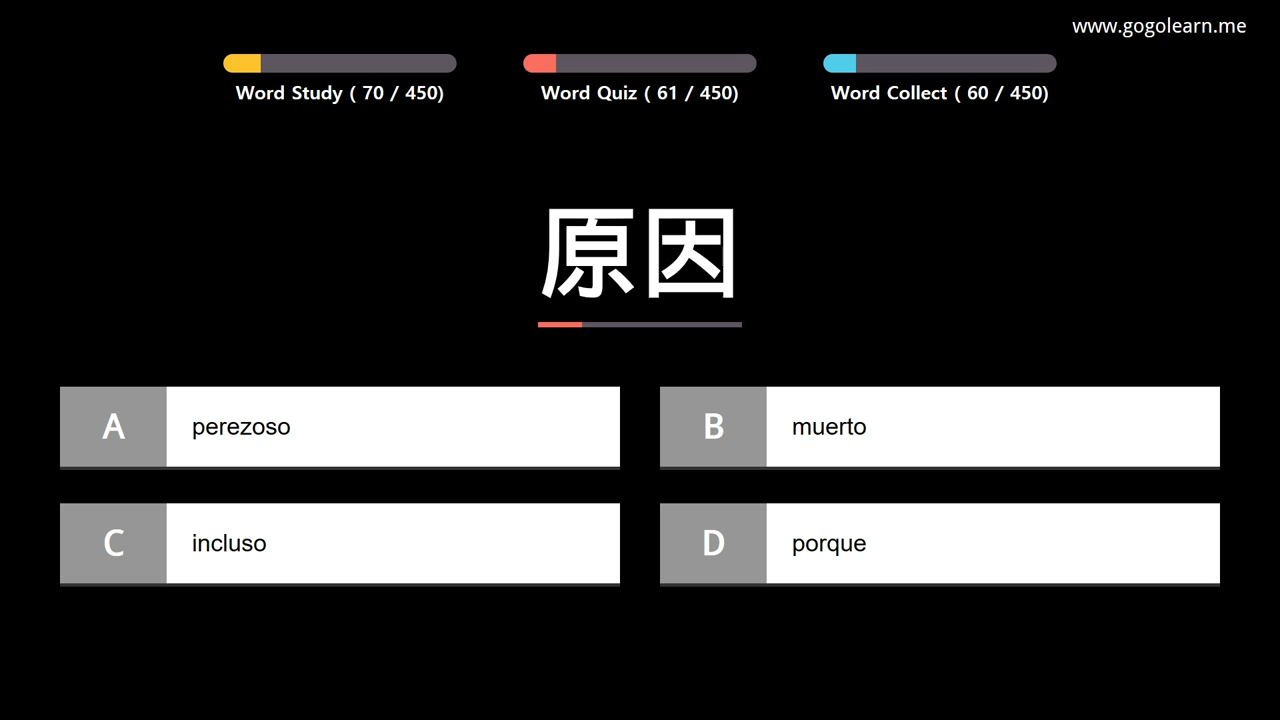 www.gogolearn.me
Word Study ( 70 / 450)
Word Quiz ( 61 / 450)
Word Collect ( 60 / 450)
原因
A perezoso
B muerto
C incluso
D porque